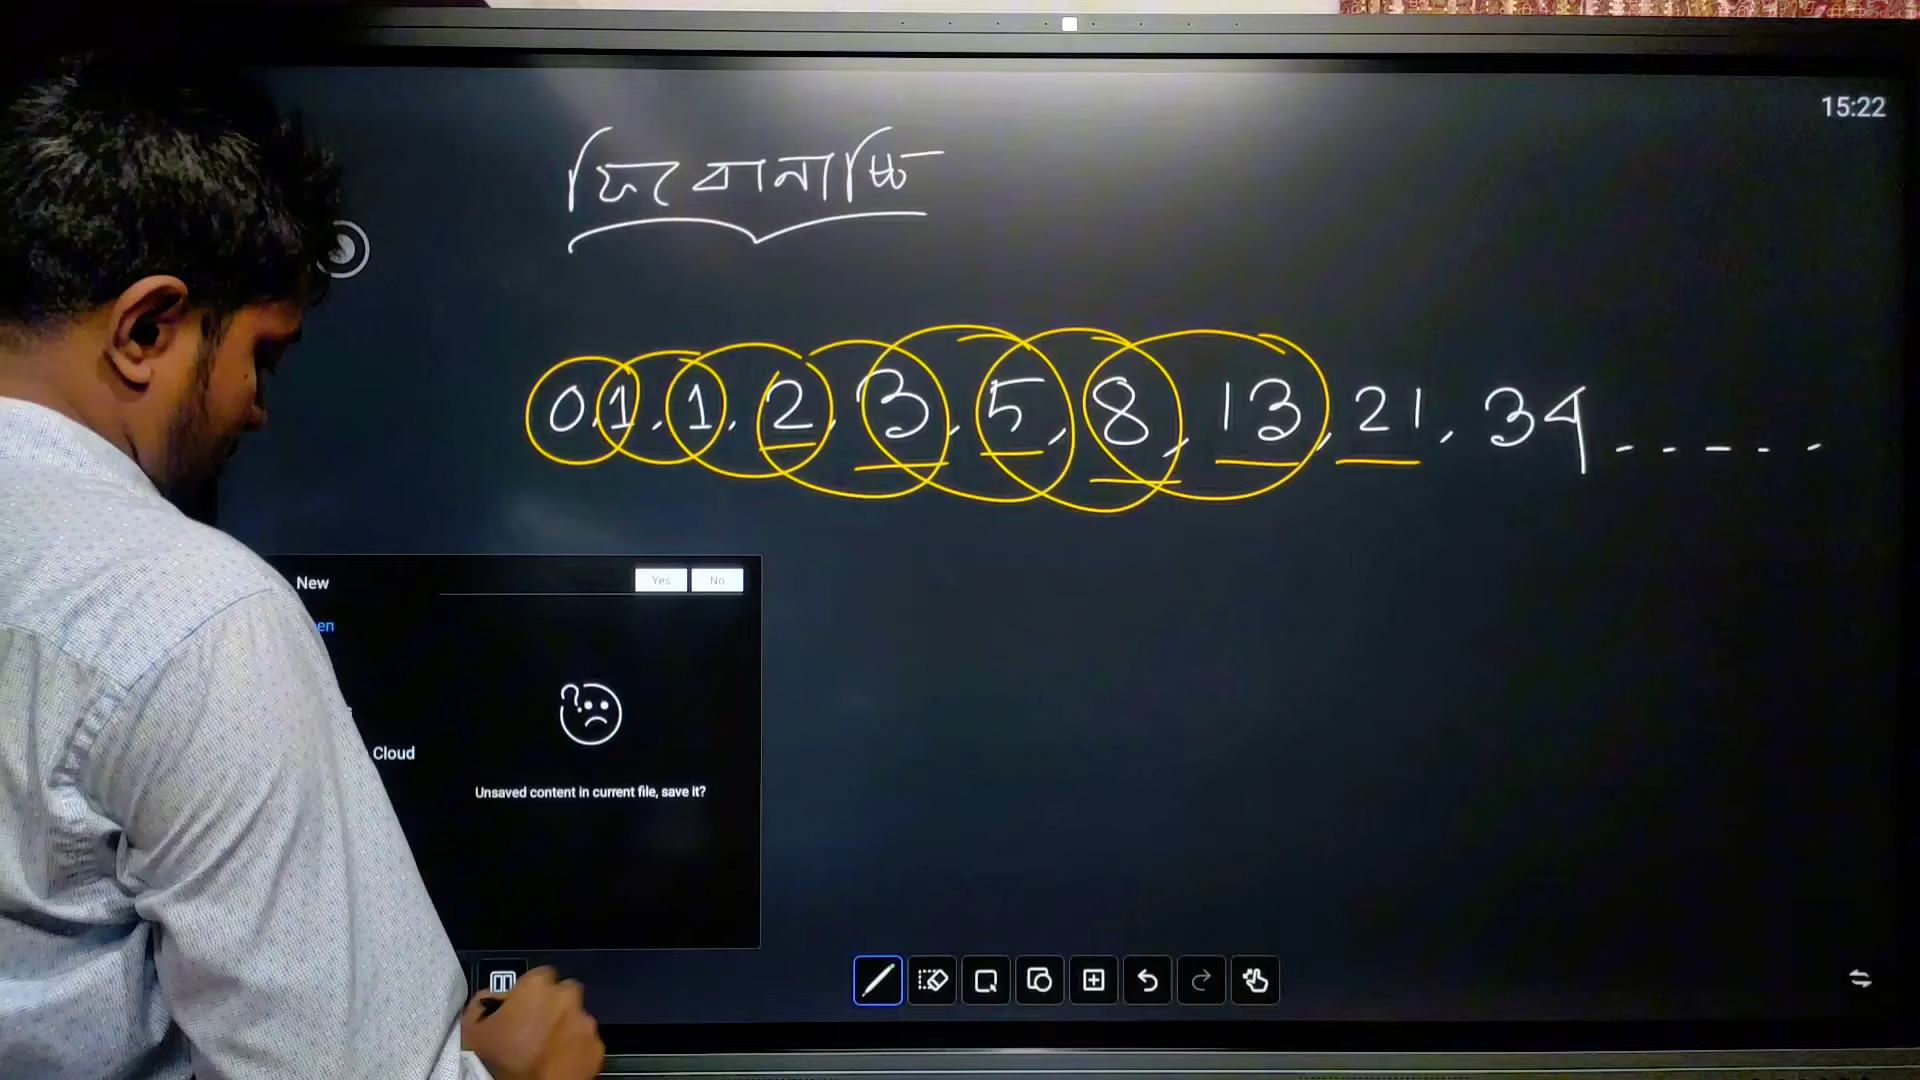 15:22
ফিবোনাচ্চি
0, 1, 1, 2, 3, 5, 8, 13, 21, 34 - - - - -
New
Yes No
en
Cloud
Unsaved content in current file, save it?